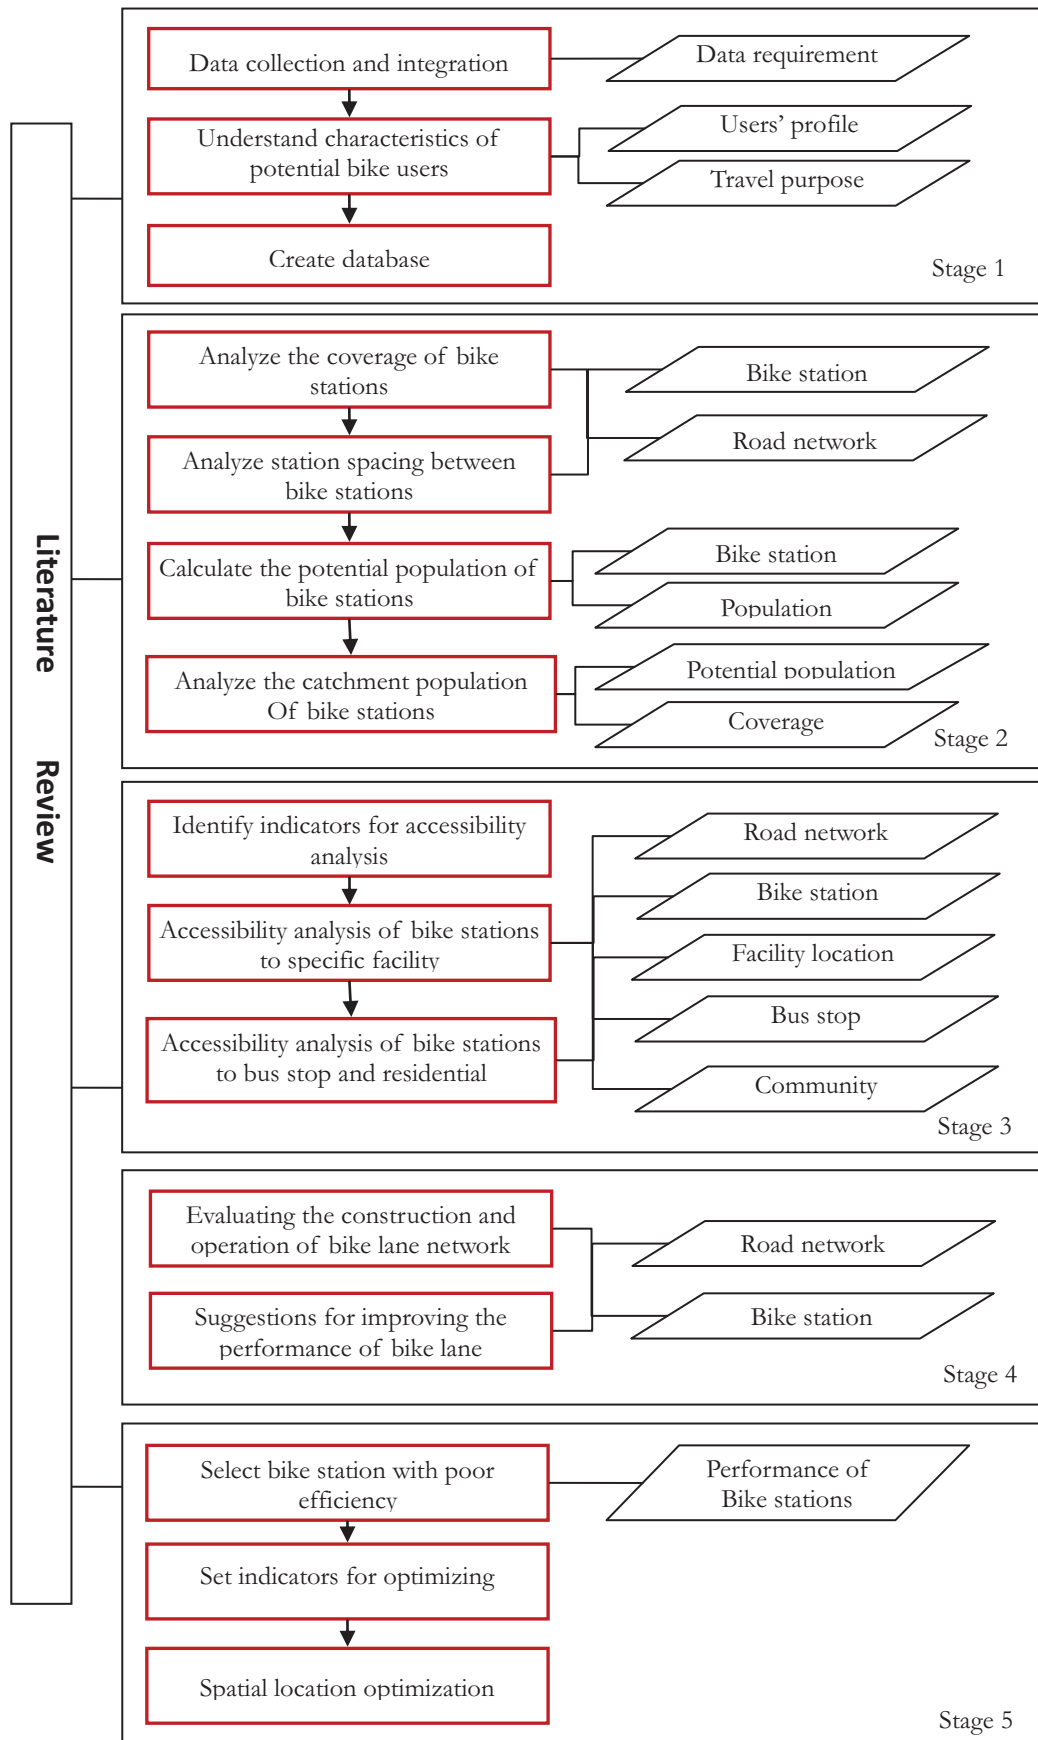 Literature Review
Data collection and integration
Data requirement
Understand characteristics of
potential bike users
Users' profile
Travel purpose
Create database
Stage 1
Analyze the coverage of bike
stations
Bike station
Road network
Analyze station spacing between
bike stations
Calculate the potential population of
bike stations
Bike station
Population
Analyze the catchment population
Of bike stations
Potential population
Coverage
Stage 2
Identify indicators for accessibility
analysis
Road network
Bike station
Accessibility analysis of bike stations
to specific facility
Facility location
Bus stop
Accessibility analysis of bike stations
to bus stop and residential
Community
Stage 3
Evaluating the construction and
operation of bike lane network
Road network
Suggestions for improving the
performance of bike lane
Bike station
Stage 4
Select bike station with poor
efficiency
Performance of
Bike stations
Set indicators for optimizing
Spatial location optimization
Stage 5